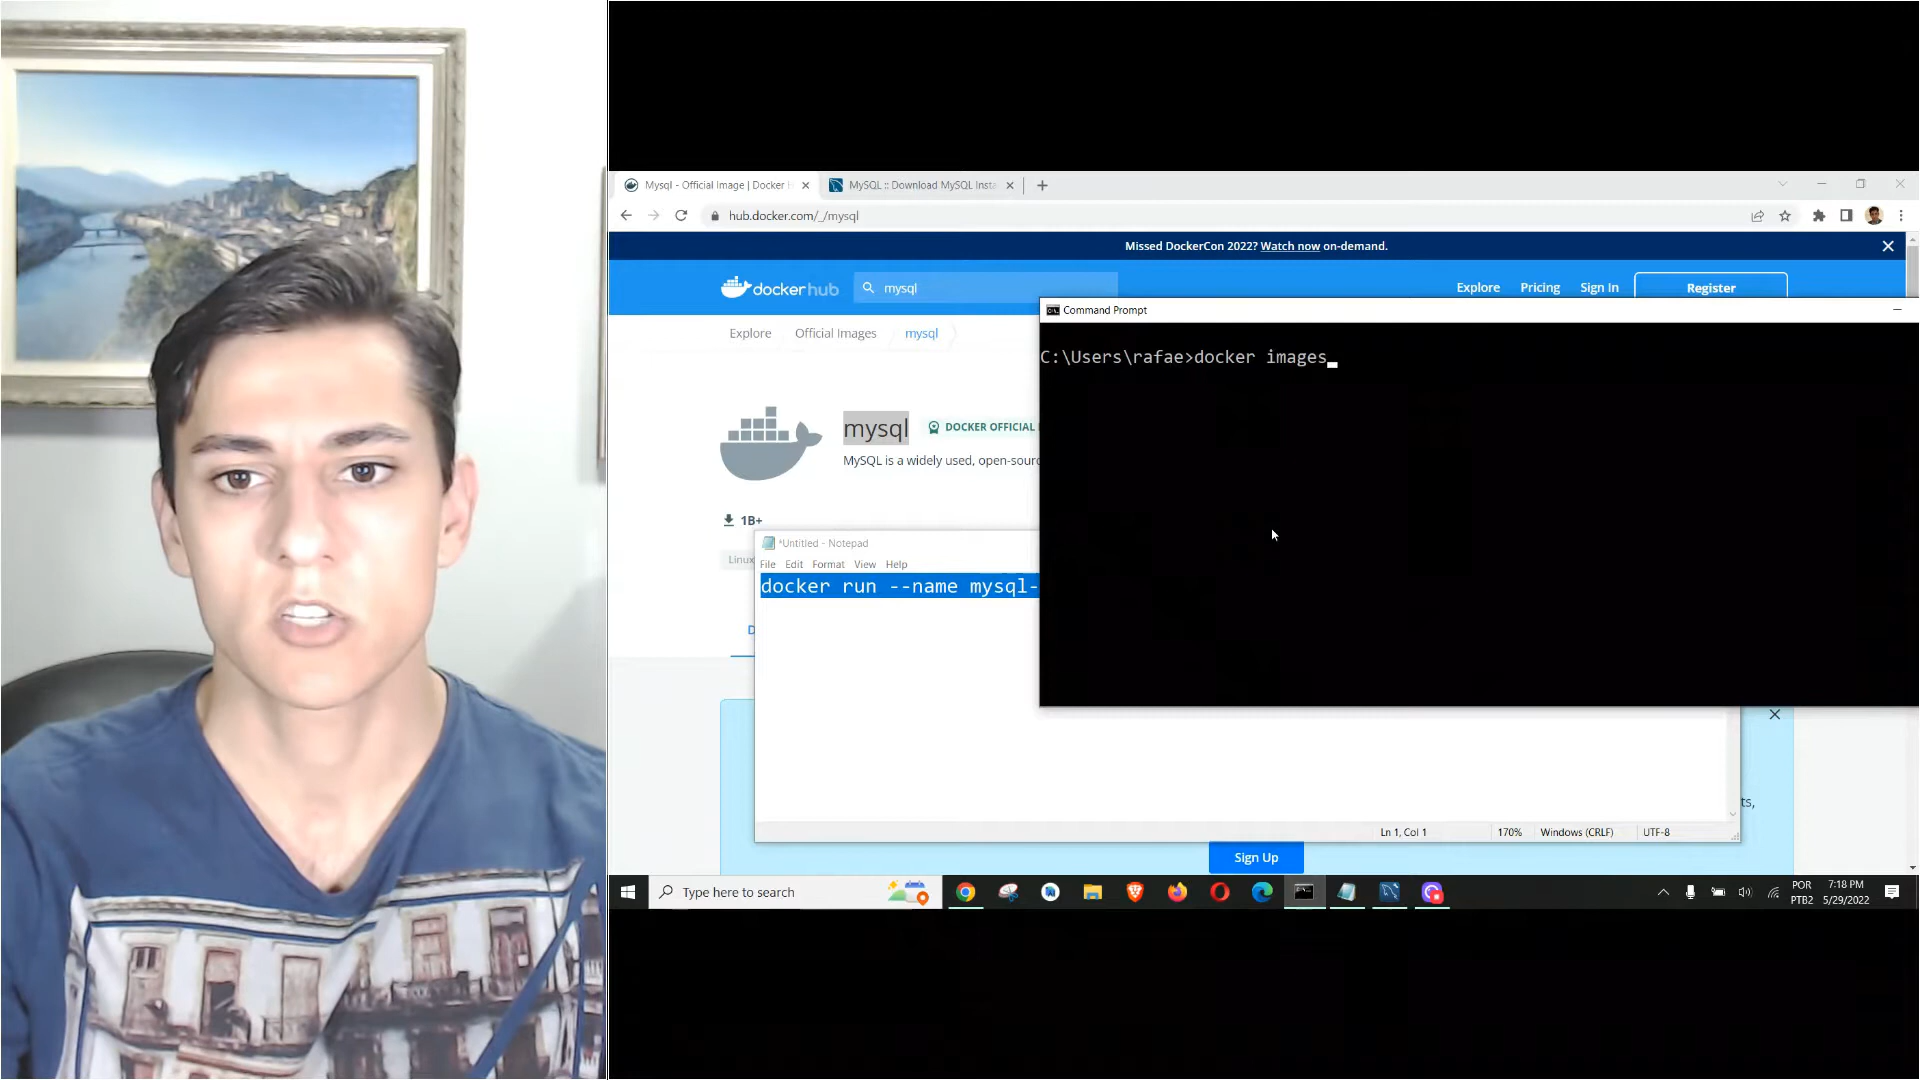 Mysql - Official Image | Docker H
MySQL :: Download MySQL Insta
hub.docker.com/_/mysql
Missed DockerCon 2022? Watch now on-demand.
docker hub
mysql
Explore
Pricing
Sign In
Register
Explore
Official Images
mysql
Command Prompt
C:\Users\rafae>docker images
mysql
DOCKER OFFICIAL
MySQL is a widely used, open-sourc
1B+
Linux
*Untitled - Notepad
File Edit Format View Help
docker run --name mysql-
D
ts,
Ln 1, Col 1
170%
Windows (CRLF)
UTF-8
Sign Up
Type here to search
POR
PTB2
7:18 PM
5/29/2022